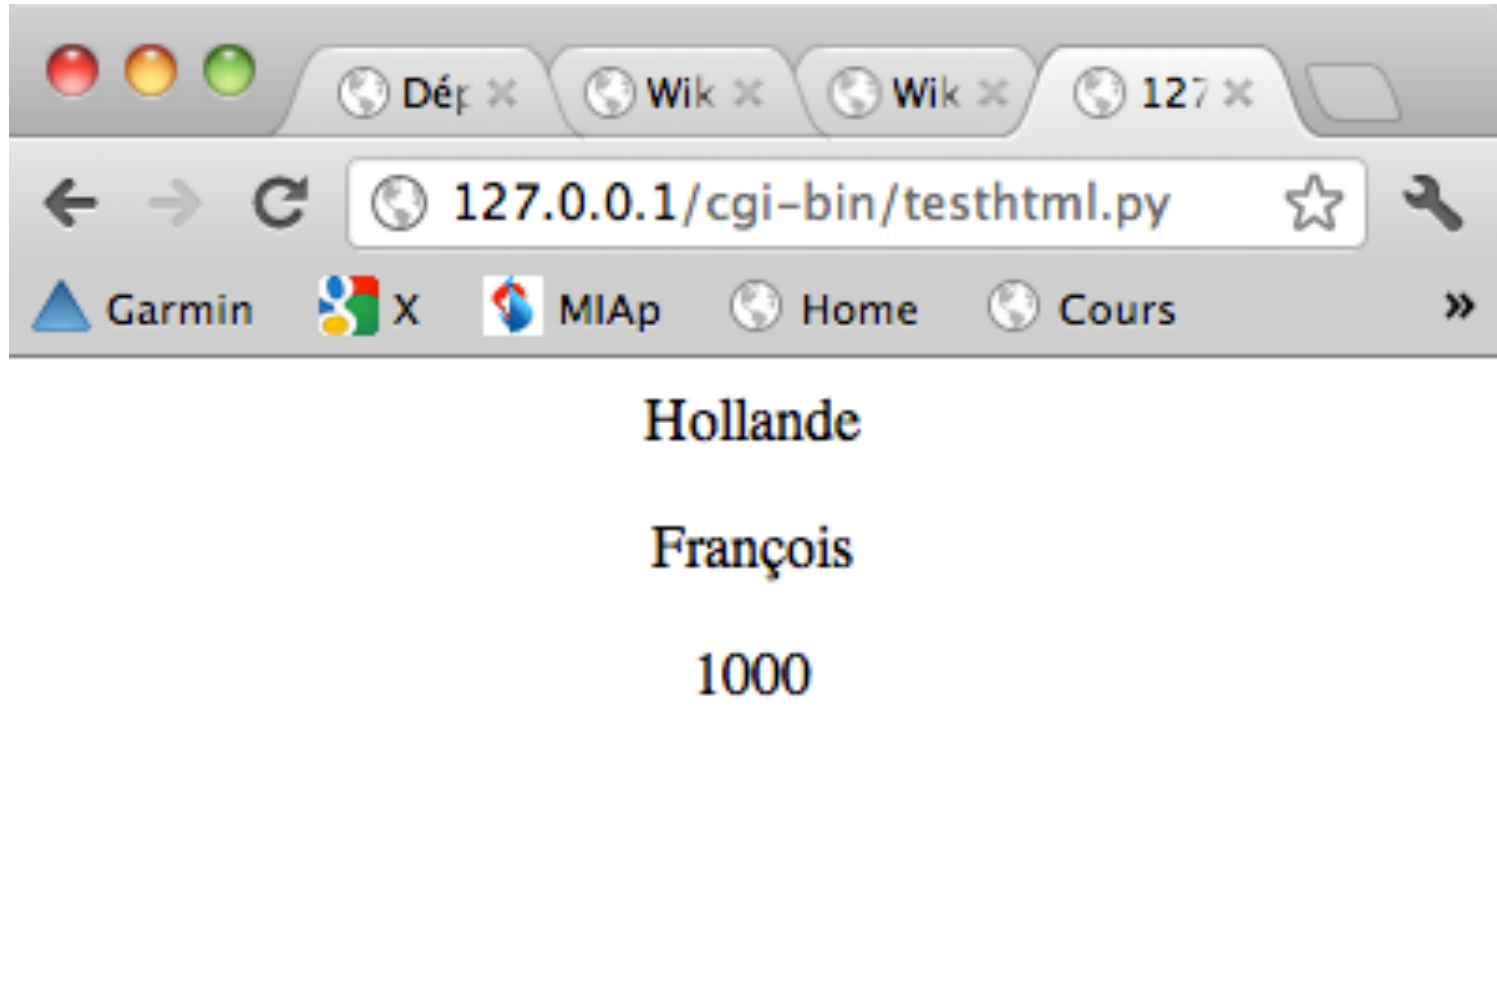 Dép Wik Wik 127
127.0.0.1/cgi-bin/testhtml.py
Garmin X MIAp Home Cours »
Hollande
François
1000